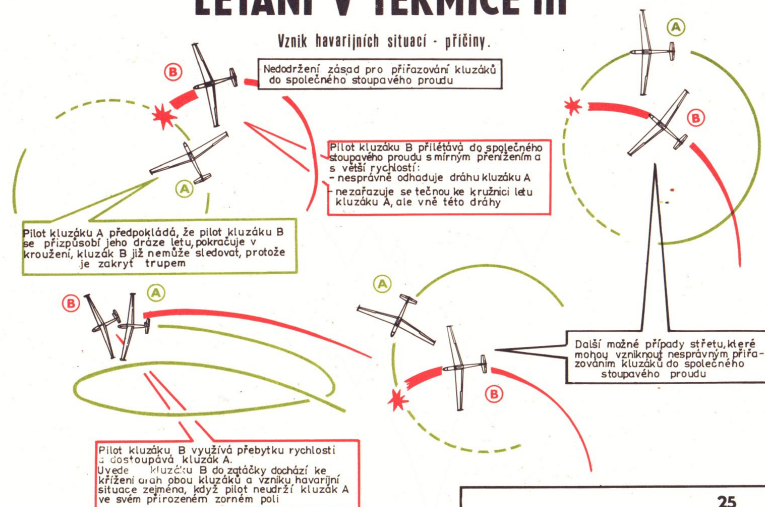 LÉTÁNÍ V TERMICE III
Vznik havarijních situací - příčiny.
B
Nedodržení zásad pro přiřazování kluzáků
do společného stoupavého proudu
A
B
Pilot kluzáku B přilétává do společného
stoupavého proudu s mírným přenížením a
s větší rychlostí:
- nesprávně odhaduje dráhu kluzáku A
- nezařazuje se tečnou ke kružnici letu
kluzáku A, ale vně této dráhy
A
Pilot kluzáku A předpokládá, že pilot kluzáku B
se přizpůsobí jeho dráze letu, pokračuje v
kroužení, kluzák B již nemůže sledovat, protože
je zakryt trupem
B
A
A
Další možné případy střetu, které
mohou vzniknout nesprávným přiřa-
zováním kluzáků do společného
stoupavého proudu
B
Pilot kluzáku B využívá přebytku rychlosti
a dostoupává kluzák A.
Uvede kluzáku B do zatáčky dochází ke
křížení drah obou kluzáků a vzniku havarijní
situace zejména, když pilot neudrží kluzák A
ve svém přirozeném zorném poli
25